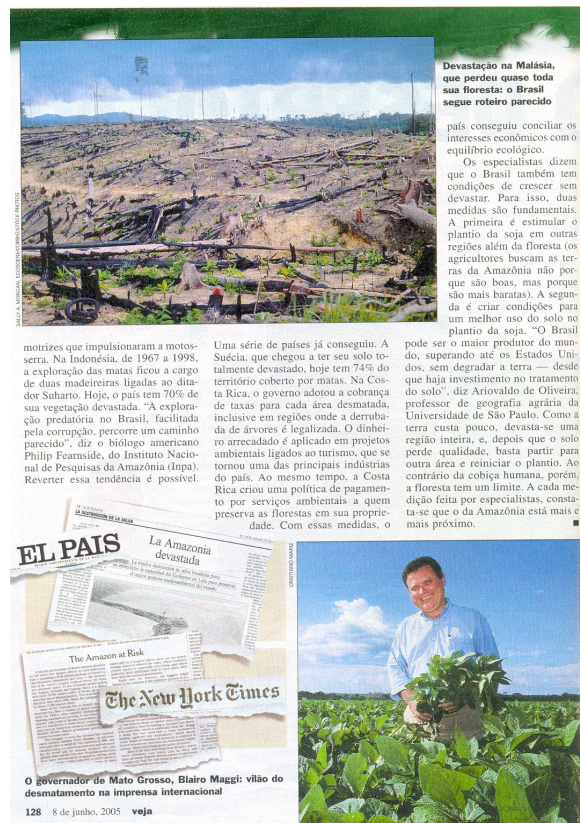 Devastação na Malásia,
que perdeu quase toda
sua floresta: o Brasil
segue roteiro parecido
SALLY A. MORGAN, ECOSCENE/CORBIS/STOCK PHOTOS
motrizes que impulsionaram a motos-
serra. Na Indonésia, de 1967 a 1998,
a exploração das matas ficou a cargo
de duas madeireiras ligadas ao dita-
dor Suharto. Hoje, o país tem 70% de
sua vegetação devastada. “A explora-
ção predatória no Brasil, facilitada
pela corrupção, percorre um caminho
parecido”, diz o biólogo americano
Philip Fearnside, do Instituto Nacio-
nal de Pesquisas da Amazônia (Inpa).
Reverter essa tendência é possível.
Uma série de países já conseguiu. A
Suécia, que chegou a ter seu solo to-
talmente devastado, hoje tem 74% do
território coberto por matas. Na Cos-
ta Rica, o governo adotou a cobrança
de taxas para cada área desmatada,
inclusive em regiões onde a derruba-
da de árvores é legalizada. O dinhei-
ro arrecadado é aplicado em projetos
ambientais ligados ao turismo, que se
tornou uma das principais indústrias
do país. Ao mesmo tempo, a Costa
Rica criou uma política de pagamen-
to por serviços ambientais a quem
preserva as florestas em sua proprie-
dade. Com essas medidas, o
país conseguiu conciliar os
interesses econômicos com o
equilíbrio ecológico.
Os especialistas dizem
que o Brasil também tem
condições de crescer sem
devastar. Para isso, duas
medidas são fundamentais.
A primeira é estimular o
plantio da soja em outras
regiões além da floresta (os
agricultores buscam as ter-
ras da Amazônia não por-
que são boas, mas porque
são mais baratas). A segun-
da é criar condições para
um melhor uso do solo no
plantio da soja. “O Brasil
pode ser o maior produtor do mun-
do, superando até os Estados Uni-
dos, sem degradar a terra — desde
que haja investimento no tratamento
do solo”, diz Ariovaldo de Oliveira,
professor de geografia agrária da
Universidade de São Paulo. Como a
terra custa pouco, devasta-se uma
região inteira, e, depois que o solo
perde qualidade, basta partir para
outra área e reiniciar o plantio. Ao
contrário da cobiça humana, porém,
a floresta tem um limite. A cada me-
dição feita por especialistas, consta-
ta-se que o da Amazônia está mais e
mais próximo.
LA DESTRUCCIÓN DE LA SELVA
EL PAIS
La Amazonia
devastada
The Amazon at Risk
The New York Times
CRISTIANO MARIZ
O governador de Mato Grosso, Blairo Maggi: vilão do
desmatamento na imprensa internacional
128 8 de junho, 2005 veja